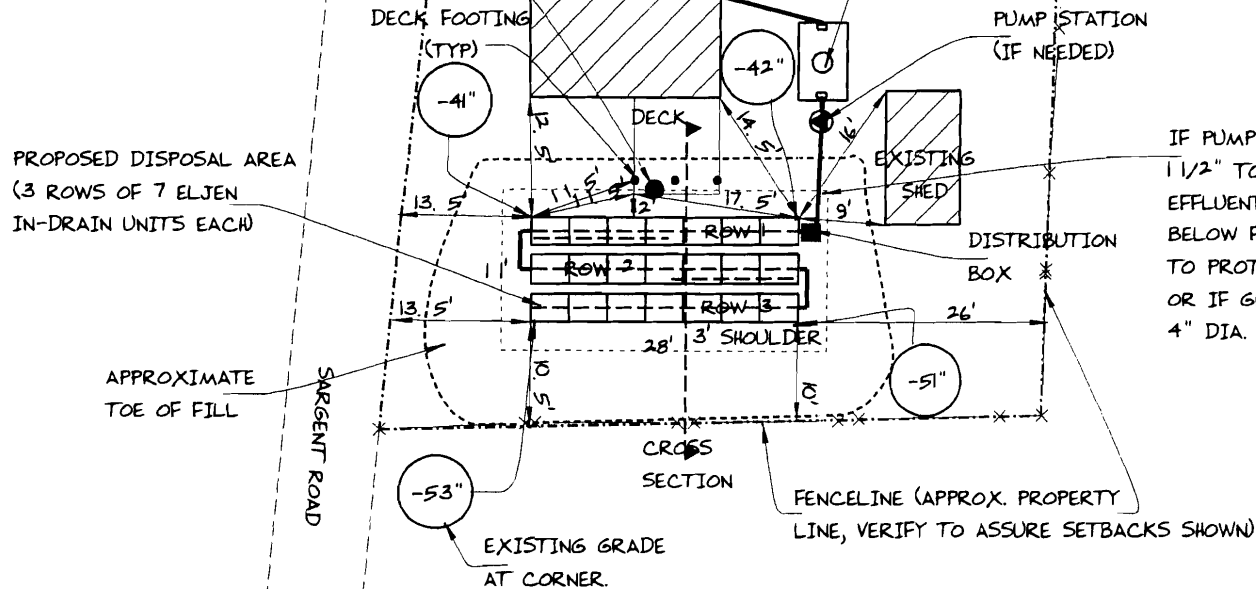 DECK FOOTING
(TYP)
PUMP STATION
(IF NEEDED)
-42"
-41"
DECK
12. 5'
14. 5'
16'
EXISTING
SHED
PROPOSED DISPOSAL AREA
(3 ROWS OF 7 ELJEN
IN-DRAIN UNITS EACH)
IF PUMP
1 1/2" TO
EFFLUENT
BELOW F
TO PROT
OR IF G
4" DIA.
13. 5'
11. 5'
2'
17. 5'
9'
ROW 1
DISTRIBUTION
BOX
ROW 2
11'
13. 5'
ROW 3
26'
3' SHOULDER
28'
10. 5'
10'
-51"
APPROXIMATE
TOE OF FILL
SARGENT ROAD
CROSS
SECTION
-53"
FENCELINE (APPROX. PROPERTY
LINE, VERIFY TO ASSURE SETBACKS SHOWN)
EXISTING GRADE
AT CORNER.